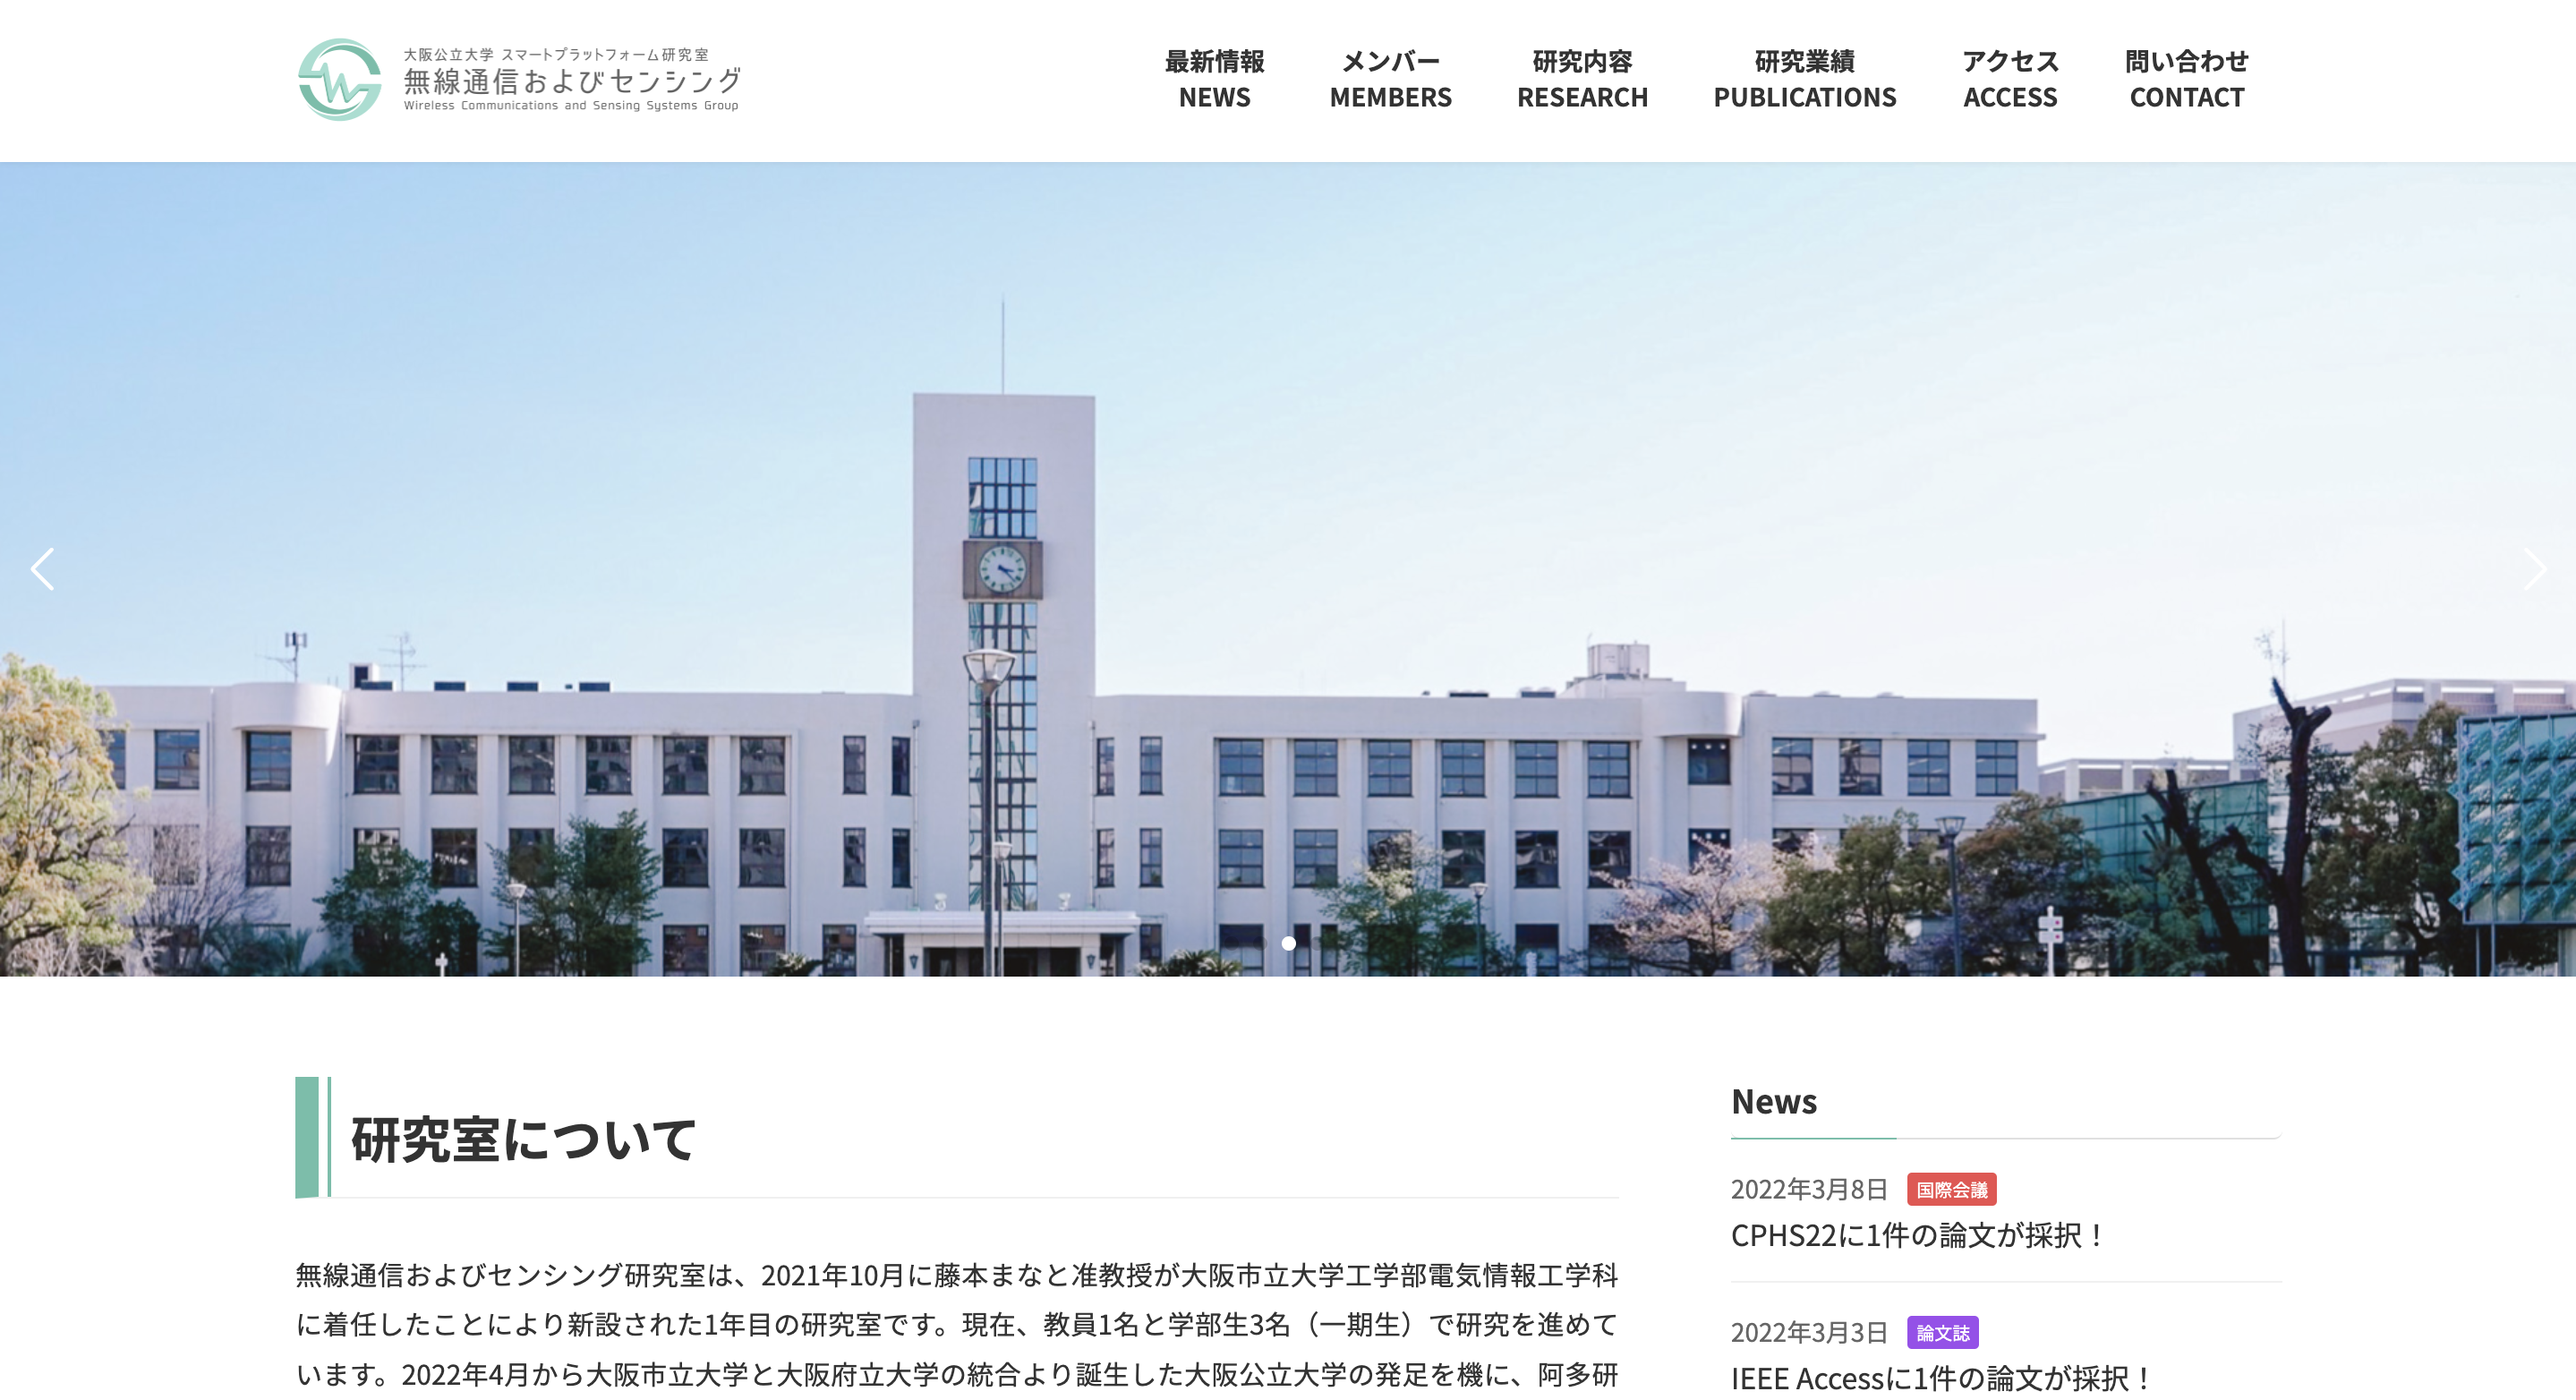 大阪公立大学 スマートプラットフォーム研究室
無線通信およびセンシング
Wireless Communications and Sensing Systems Group
最新情報
NEWS
メンバー
MEMBERS
研究内容
RESEARCH
研究業績
PUBLICATIONS
アクセス
ACCESS
問い合わせ
CONTACT
研究室について
無線通信およびセンシング研究室は、2021年10月に藤本まなと准教授が大阪市立大学工学部電気情報工学科
に着任したことにより新設された1年目の研究室です。現在、教員1名と学部生3名（一期生）で研究を進めて
います。2022年4月から大阪市立大学と大阪府立大学の統合より誕生した大阪公立大学の発足を機に、阿多研
News
2022年3月8日 国際会議
CPHS22に1件の論文が採択！
2022年3月3日 論文誌
IEEE Accessに1件の論文が採択！